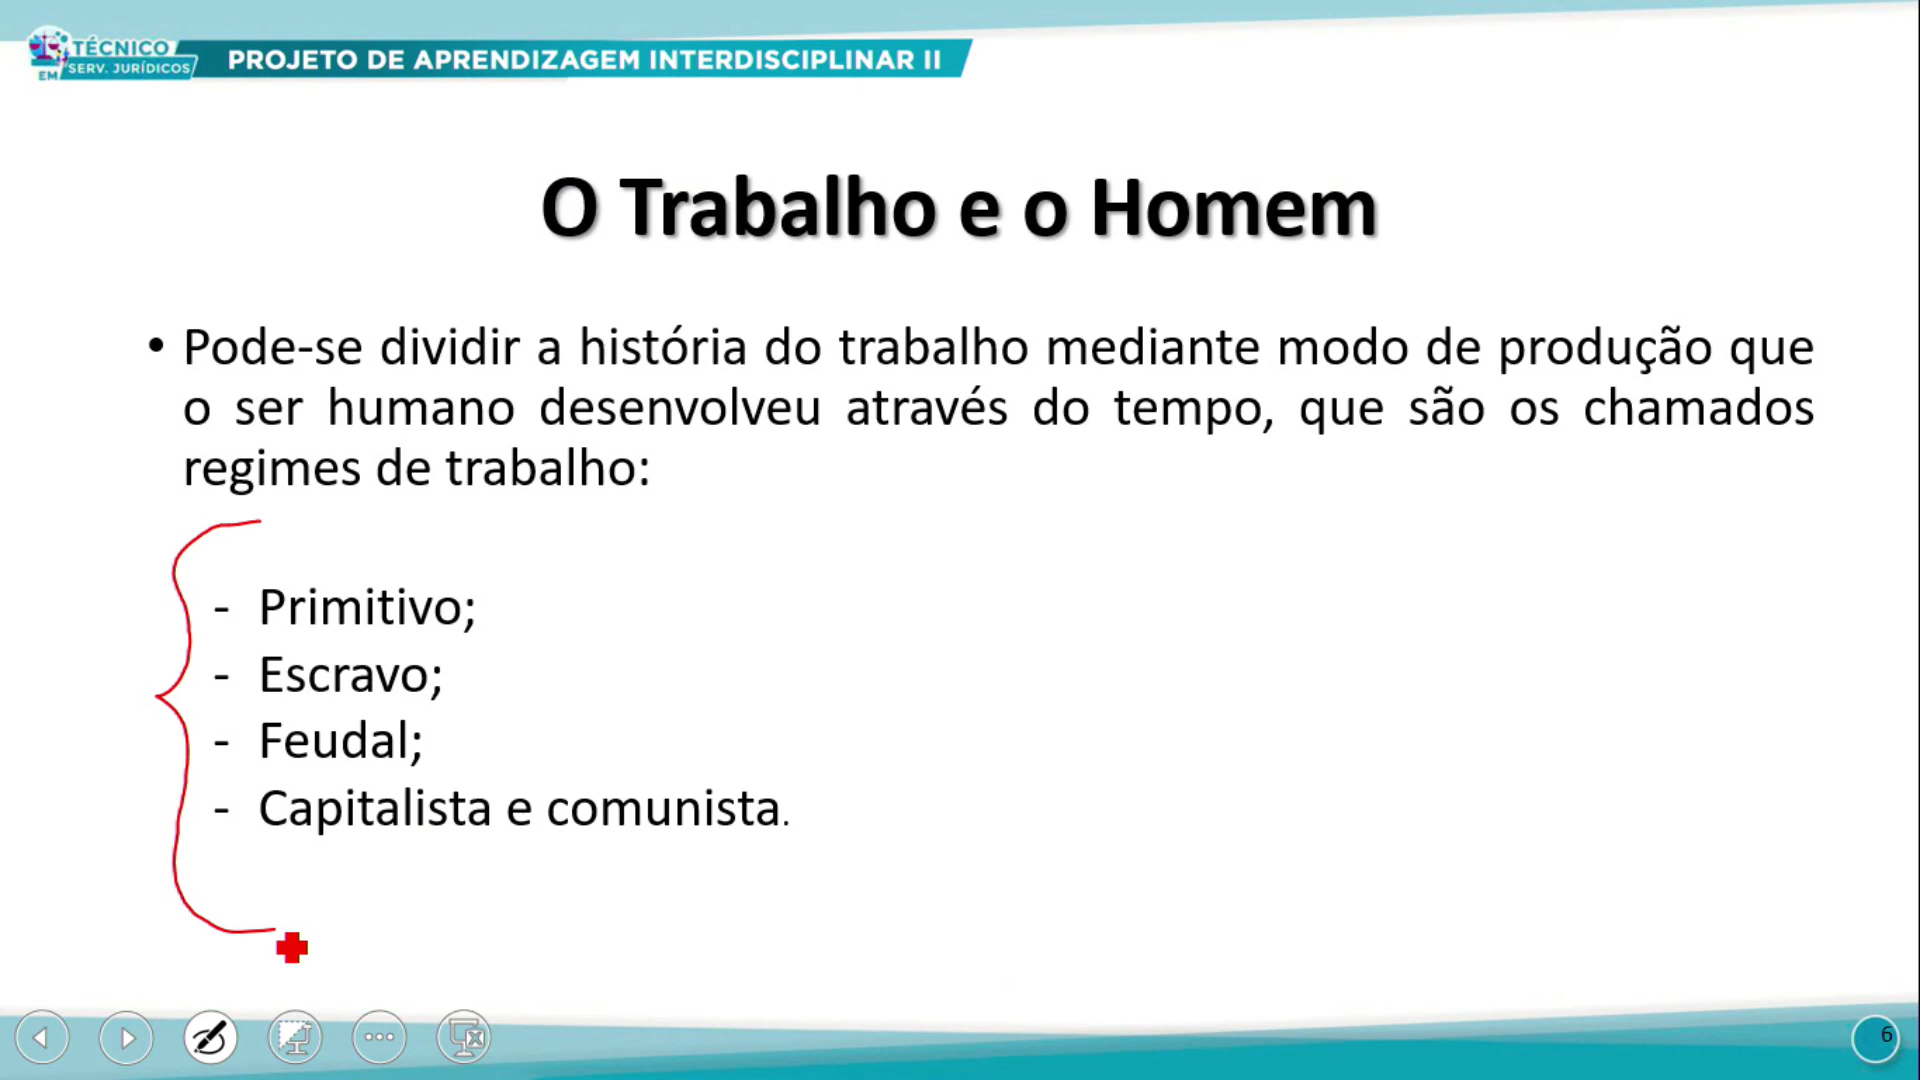 TÉCNICO
EM SERV. JURÍDICOS
PROJETO DE APRENDIZAGEM INTERDISCIPLINAR II
O Trabalho e o Homem
• Pode-se dividir a história do trabalho mediante modo de produção que
o ser humano desenvolveu através do tempo, que são os chamados
regimes de trabalho:
- Primitivo;
- Escravo;
- Feudal;
- Capitalista e comunista.
6